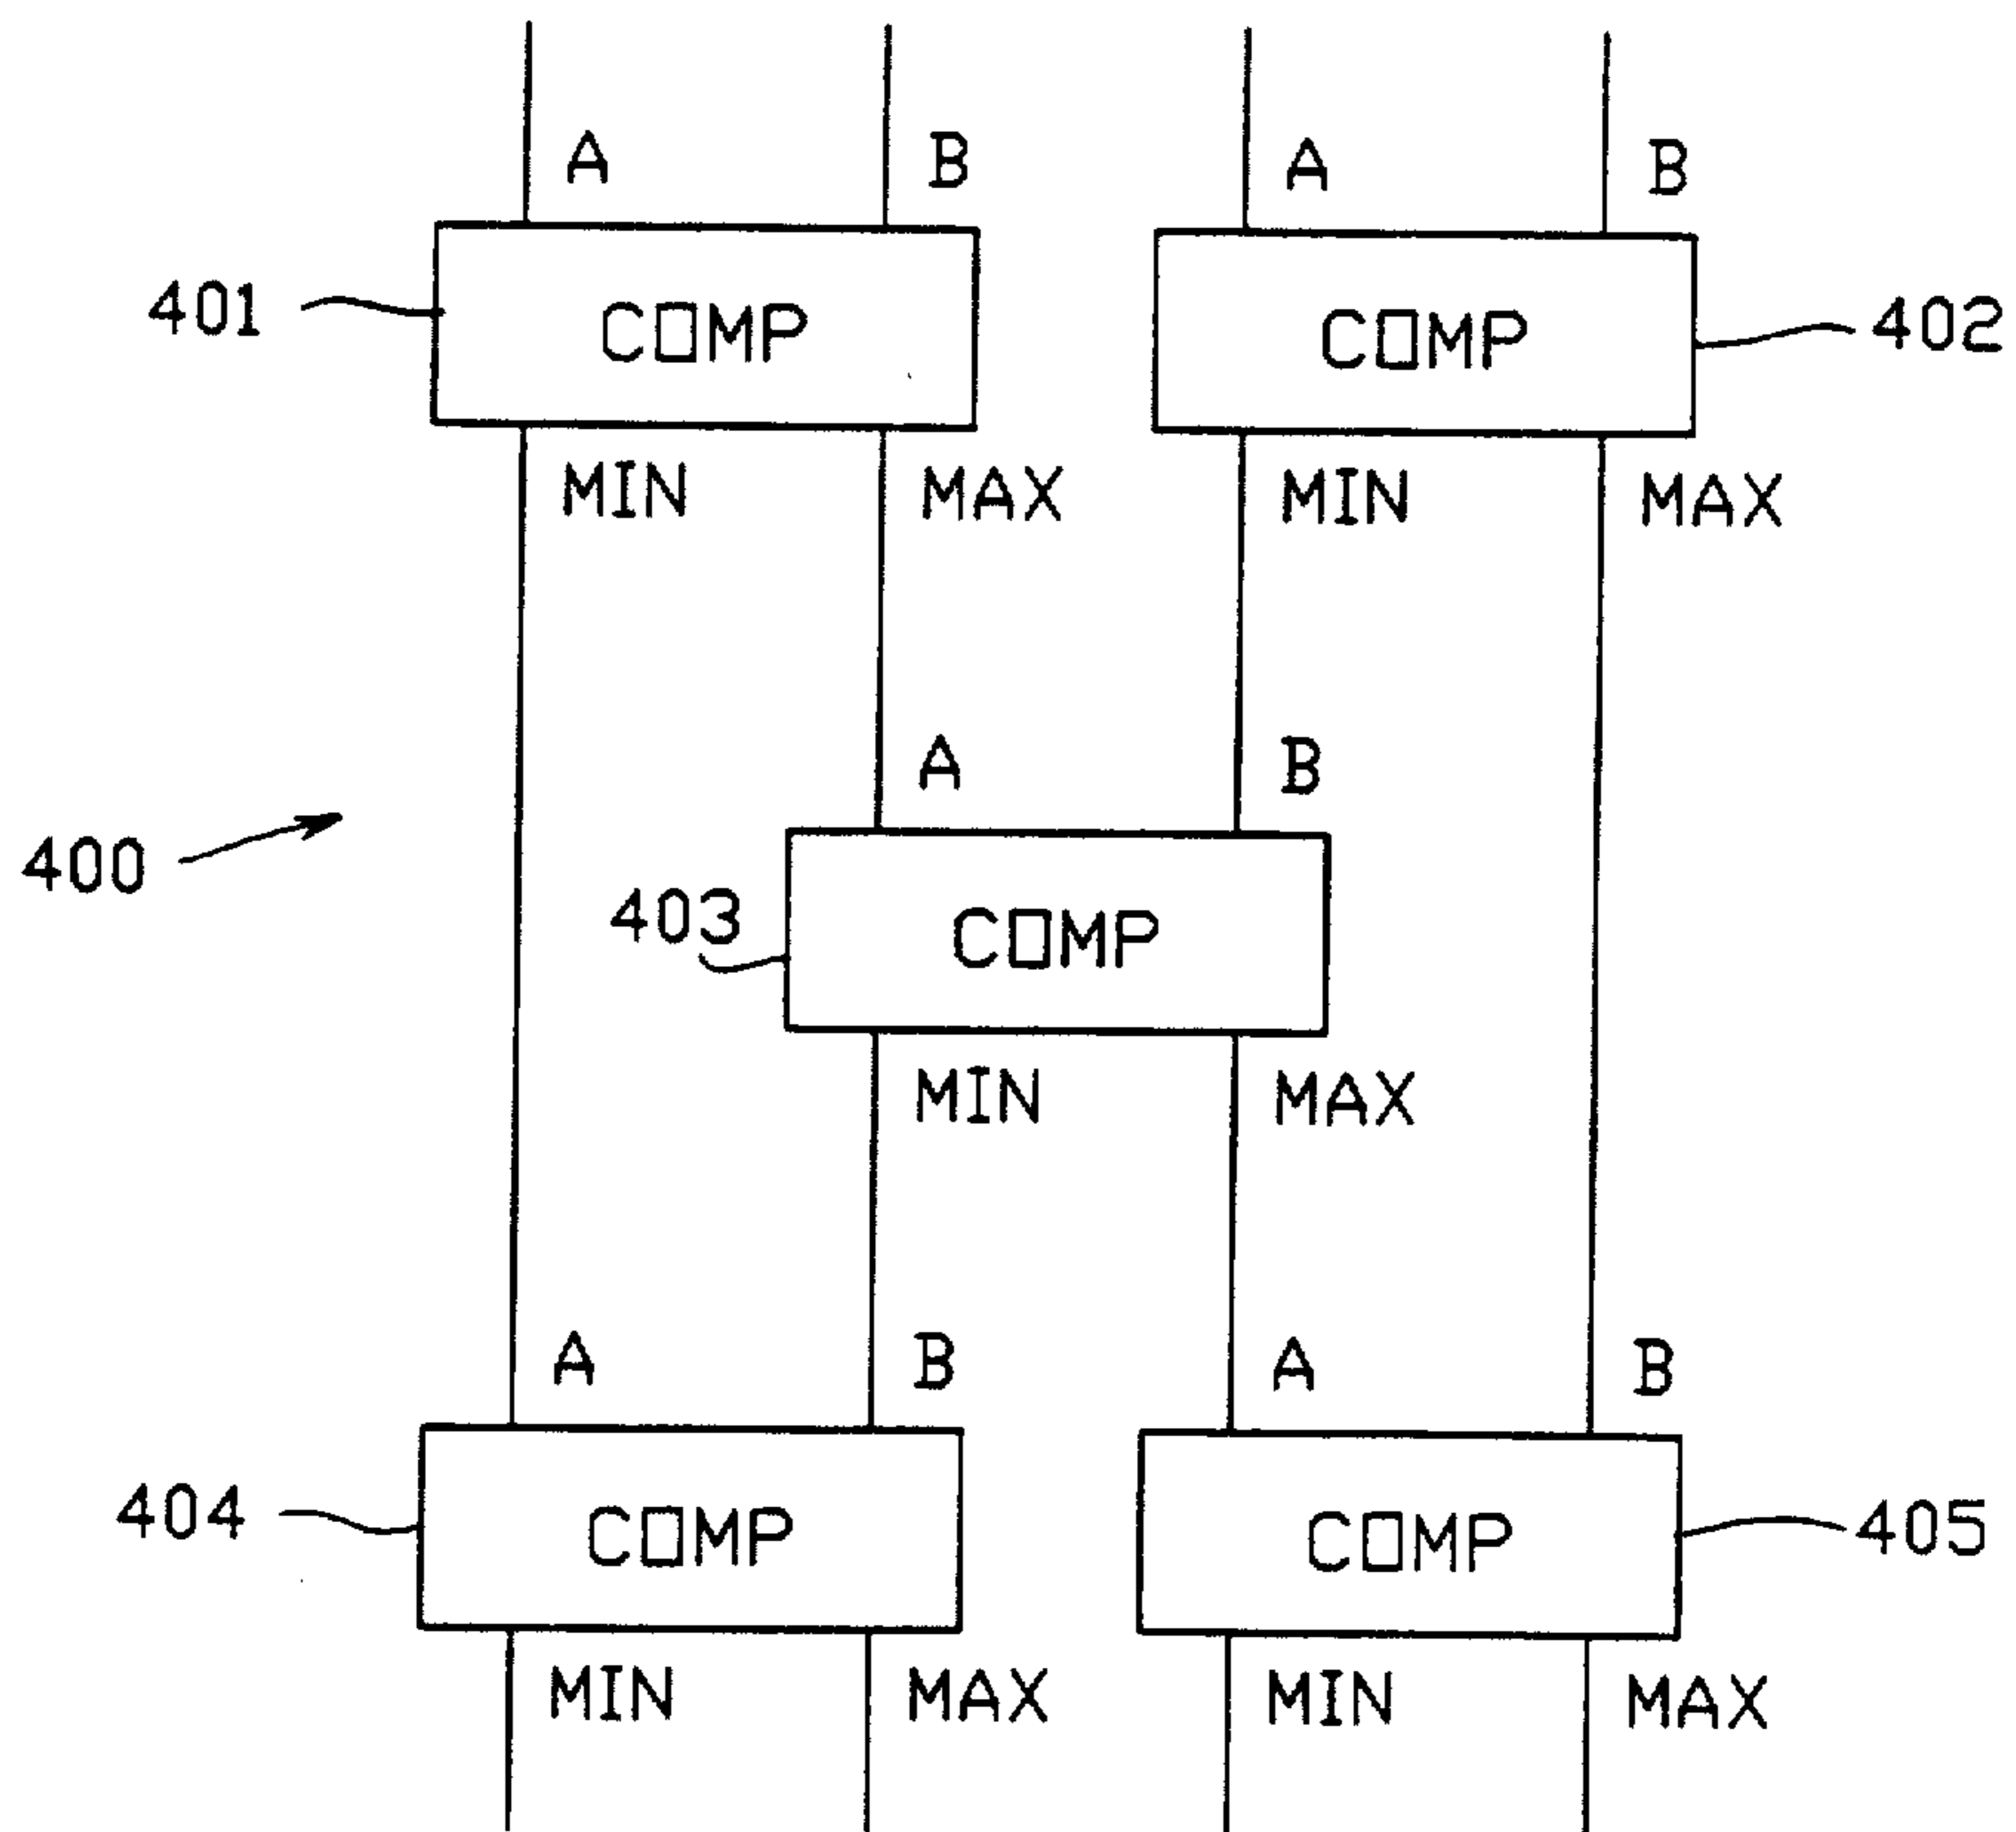 A B A B
401 COMP COMP 402
MIN MAX MIN MAX
A B
400
403 COMP
MIN MAX
A B A B
404 COMP COMP 405
MIN MAX MIN MAX